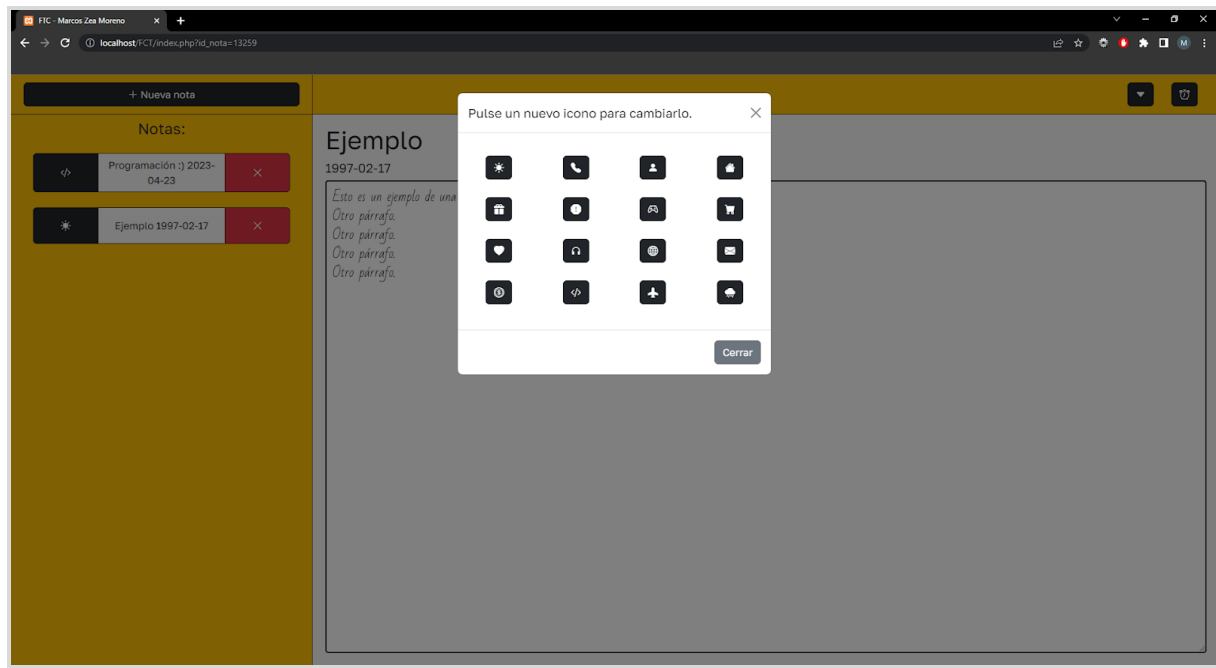 FTC - Marcos Zea Moreno
localhost/FCT/index.php?id_nota=13259
M
+ Nueva nota
Notas:
Programación :) 2023-
04-23
Ejemplo 1997-02-17
Ejemplo
1997-02-17
Esto es un ejemplo de una
Otro párrafo.
Otro párrafo.
Otro párrafo.
Otro párrafo.
Pulse un nuevo icono para cambiarlo.
Cerrar